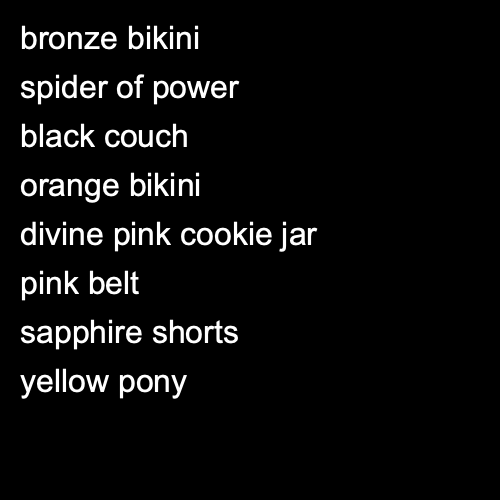 bronze bikini
spider of power
black couch
orange bikini
divine pink cookie jar
pink belt
sapphire shorts
yellow pony